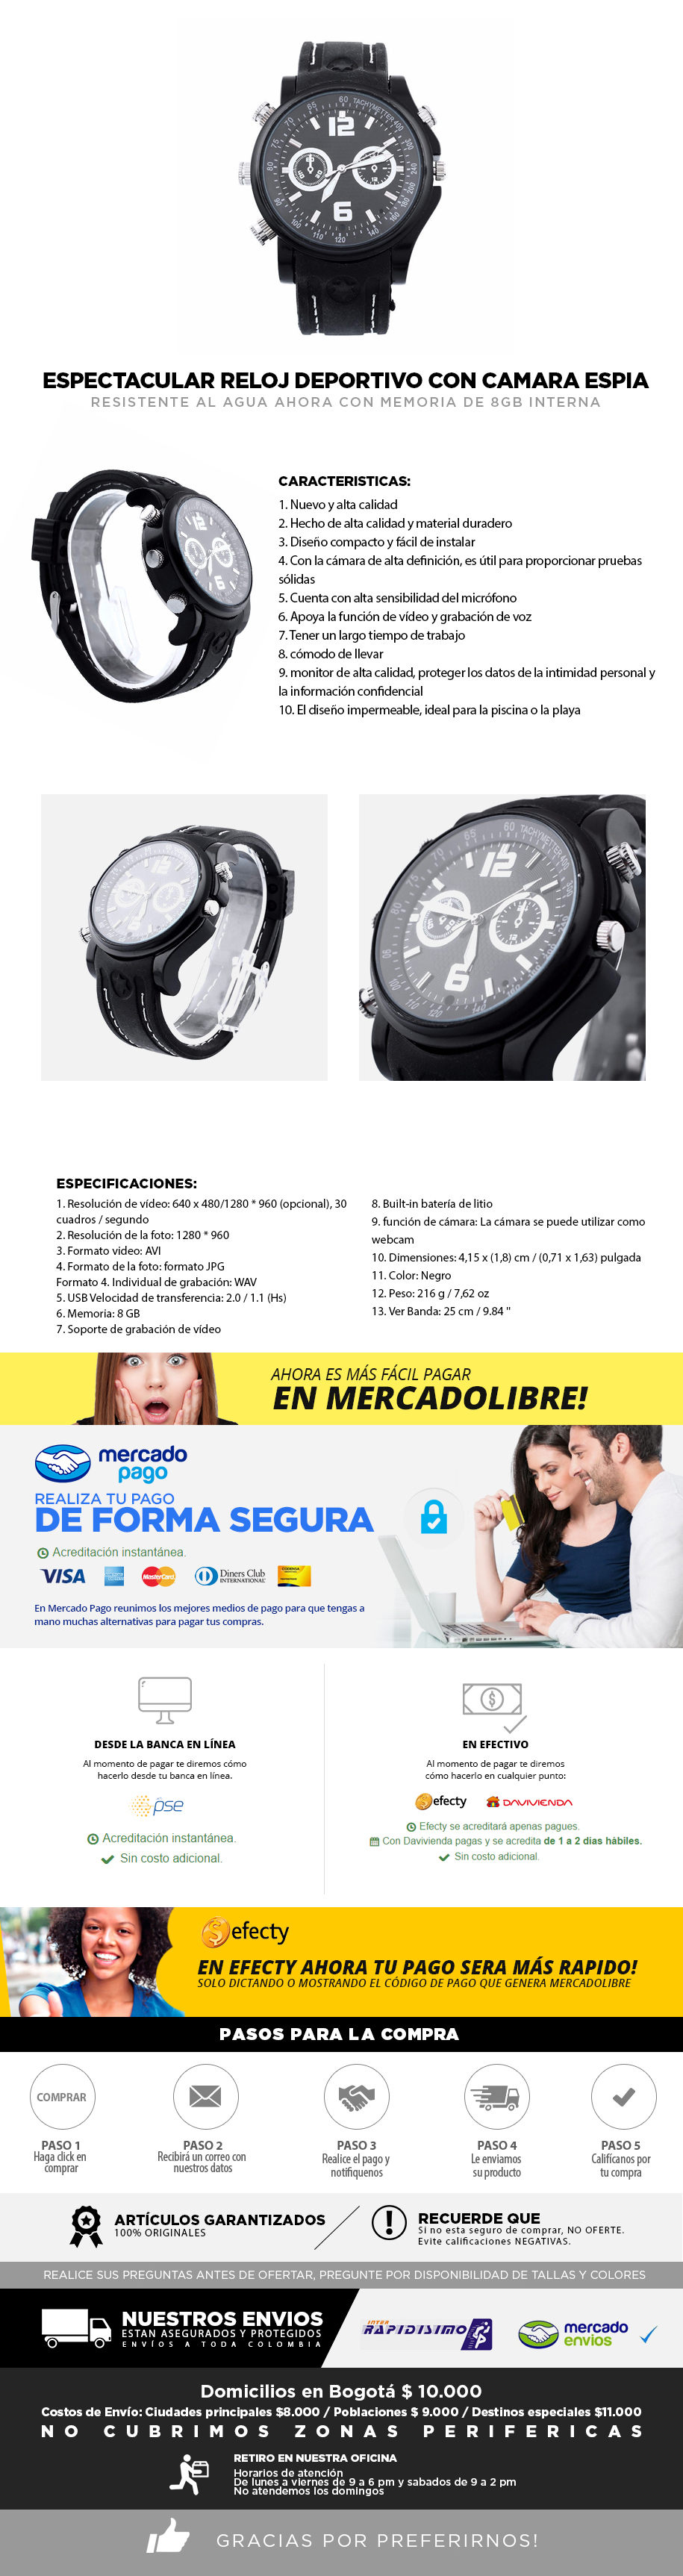 ESPECTACULAR RELOJ DEPORTIVO CON CAMARA ESPIA
RESISTENTE AL AGUA AHORA CON MEMORIA DE 8GB INTERNA
CARACTERISTICAS:
1. Nuevo y alta calidad
2. Hecho de alta calidad y material duradero
3. Diseño compacto y fácil de instalar
4. Con la cámara de alta definición, es útil para proporcionar pruebas
sólidas
5. Cuenta con alta sensibilidad del micrófono
6. Apoya la función de vídeo y grabación de voz
7. Tener un largo tiempo de trabajo
8. cómodo de llevar
9. monitor de alta calidad, proteger los datos de la intimidad personal y
la información confidencial
10. El diseño impermeable, ideal para la piscina o la playa
ESPECIFICACIONES:
1. Resolución de vídeo: 640 x 480/1280 * 960 (opcional), 30
cuadros / segundo
2. Resolución de la foto: 1280 * 960
3. Formato video: AVI
4. Formato de la foto: formato JPG
Formato 4. Individual de grabación: WAV
5. USB Velocidad de transferencia: 2.0 / 1.1 (Hs)
6. Memoria: 8 GB
7. Soporte de grabación de vídeo
8. Built-in batería de litio
9. función de cámara: La cámara se puede utilizar como
webcam
10. Dimensiones: 4,15 x (1,8) cm / (0,71 x 1,63) pulgada
11. Color: Negro
12. Peso: 216 g / 7,62 oz
13. Ver Banda: 25 cm / 9.84 "
AHORA ES MÁS FÁCIL PAGAR
EN MERCADOLIBRE!
mercado
pago
REALIZA TU PAGO
DE FORMA SEGURA
Acreditación instantánea.
VISA
MasterCard
Diners Club
INTERNATIONAL
En Mercado Pago reunimos los mejores medios de pago para que tengas a
mano muchas alternativas para pagar tus compras.
DESDE LA BANCA EN LÍNEA
Al momento de pagar te diremos cómo
hacerlo desde tu banca en línea.
pse
Acreditación instantánea.
Sin costo adicional.
EN EFECTIVO
Al momento de pagar te diremos
cómo hacerlo en cualquier punto:
efecty
DAVIVIENDA
Efecty se acreditará apenas pagues.
Con Davivienda pagas y se acredita de 1 a 2 días hábiles.
Sin costo adicional.
efecty
EN EFECTY AHORA TU PAGO SERA MÁS RAPIDO!
SOLO DICTANDO O MOSTRANDO EL CÓDIGO DE PAGO QUE GENERA MERCADOLIBRE
PASOS PARA LA COMPRA
COMPRAR
PASO 1
Haga click en
comprar
PASO 2
Recibirá un correo con
nuestros datos
PASO 3
Realice el pago y
notifiquenos
PASO 4
Le enviamos
su producto
PASO 5
Califícanos por
tu compra
ARTÍCULOS GARANTIZADOS
100% ORIGINALES
RECUERDE QUE
Si no esta seguro de comprar, NO OFERTE.
Evite calificaciones NEGATIVAS.
REALICE SUS PREGUNTAS ANTES DE OFERTAR, PREGUNTE POR DISPONIBILIDAD DE TALLAS Y COLORES
NUESTROS ENVIOS
ESTAN ASEGURADOS Y PROTEGIDOS
ENVÍOS A TODA COLOMBIA
INTER
RAPIDISIMO
mercado
envios
Domicilios en Bogotá $ 10.000
Costos de Envío: Ciudades principales $8.000 / Poblaciones $ 9.000 / Destinos especiales $11.000
NO CUBRIMOS ZONAS PERIFERICAS
RETIRO EN NUESTRA OFICINA
Horarios de atención
De lunes a viernes de 9 a 6 pm y sabados de 9 a 2 pm
No atendemos los domingos
GRACIAS POR PREFERIRNOS!